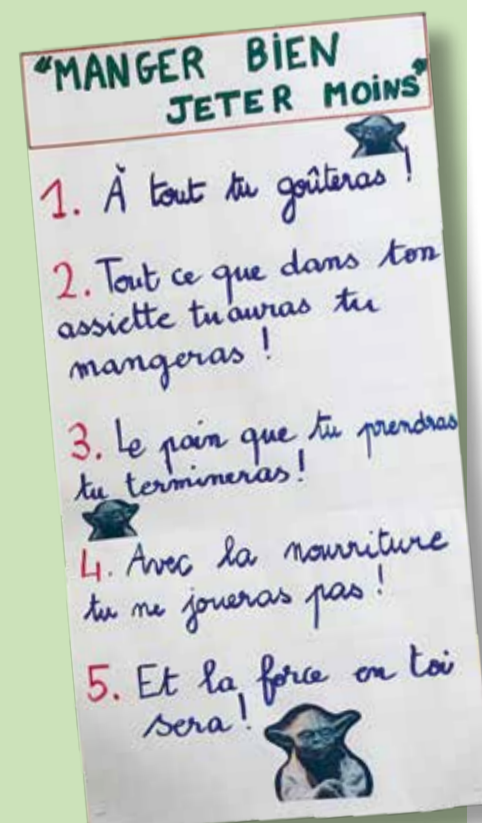 "MANGER BIEN
JETER MOINS"
1. À tout tu goûteras !
2. Tout ce que dans ton
assiette tu auras tu
mangeras !
3. Le pain que tu prendras
tu termineras !
4. Avec la nourriture
tu ne joueras pas !
5. Et la force en toi
sera !